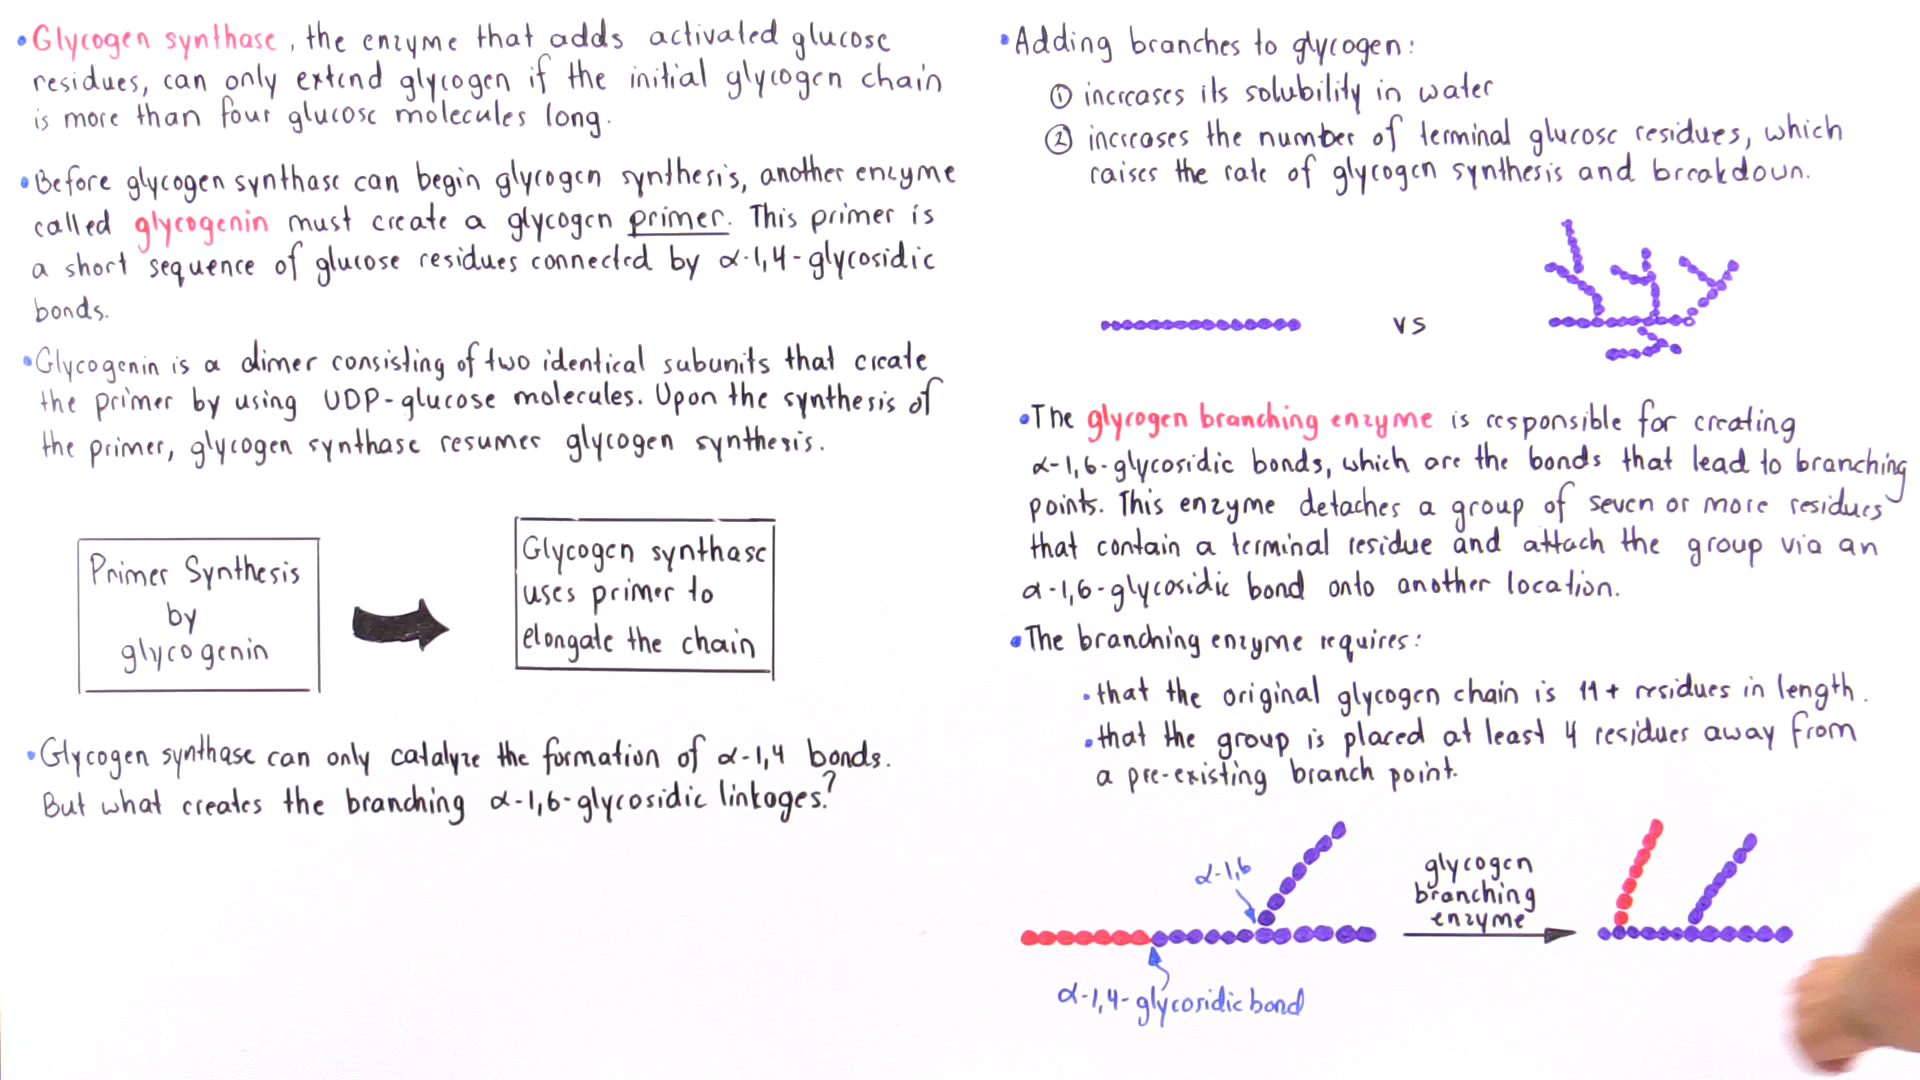 •Glycogen synthase, the enzyme that adds activated glucose
residues, can only extend glycogen if the initial glycogen chain
is more than four glucose molecules long.
•Before glycogen synthase can begin glycogen synthesis, another enzyme
called glycogenin must create a glycogen primer. This primer is
a short sequence of glucose residues connected by α-1,4-glycosidic
bonds.
•Glycogenin is a dimer consisting of two identical subunits that create
the primer by using UDP-glucose molecules. Upon the synthesis of
the primer, glycogen synthase resumes glycogen synthesis.
Primer Synthesis
by
glycogenin
Glycogen synthase
uses primer to
elongate the chain
•Glycogen synthase can only catalyze the formation of α-1,4 bonds.
But what creates the branching α-1,6-glycosidic linkages?
•Adding branches to glycogen:
① increases its solubility in water
② increases the number of terminal glucose residues, which
raises the rate of glycogen synthesis and breakdown.
vs
•The glycogen branching enzyme is responsible for creating
α-1,6-glycosidic bonds, which are the bonds that lead to branching
points. This enzyme detaches a group of seven or more residues
that contain a terminal residue and attach the group via an
α-1,6-glycosidic bond onto another location.
•The branching enzyme requires:
•that the original glycogen chain is 11+ residues in length.
•that the group is placed at least 4 residues away from
a pre-existing branch point.
α-1,6
α-1,4-glycosidic bond
glycogen
branching
enzyme